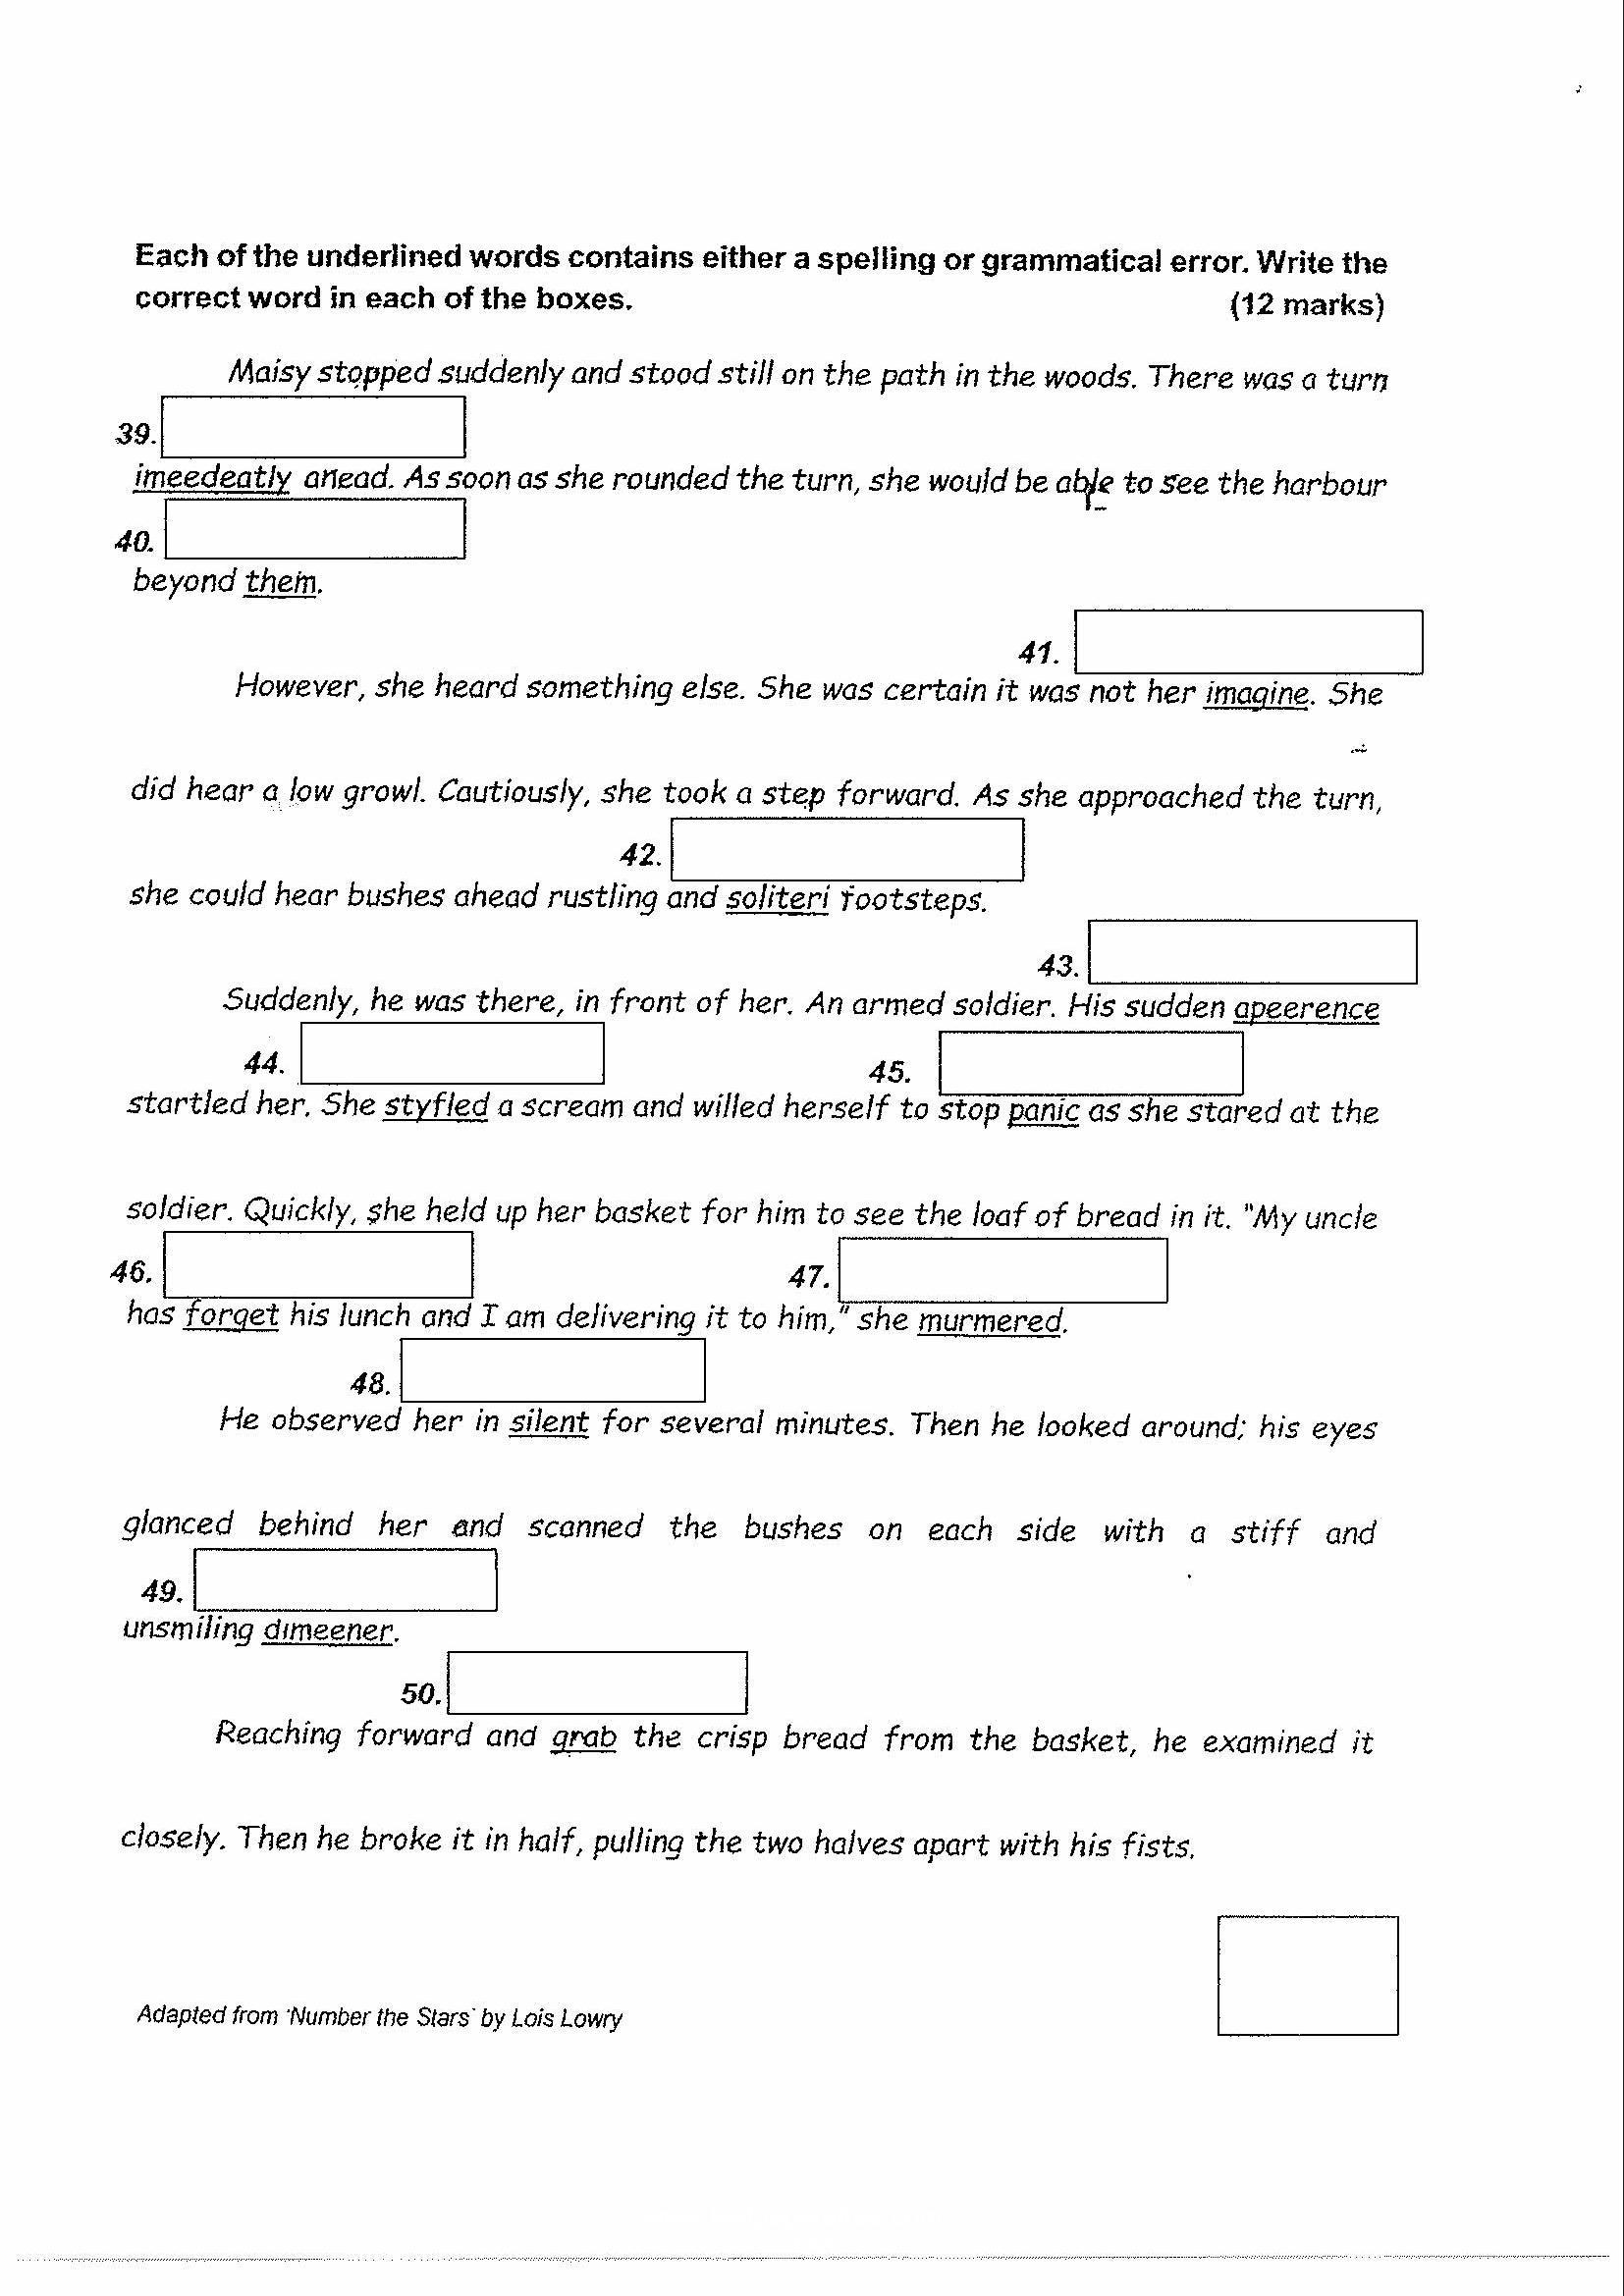 Each of the underlined words contains either a spelling or grammatical error. Write the
correct word in each of the boxes. (12 marks)
Maisy stopped suddenly and stood still on the path in the woods. There was a turn
39.
imeedeatly ahead. As soon as she rounded the turn, she would be able to see the harbour
40.
beyond them.
41.
However, she heard something else. She was certain it was not her imagine. She
did hear a low growl. Cautiously, she took a step forward. As she approached the turn,
42.
she could hear bushes ahead rustling and soliteri footsteps.
43.
Suddenly, he was there, in front of her. An armed soldier. His sudden apeerence
44. 45.
startled her. She styfled a scream and willed herself to stop panic as she stared at the
soldier. Quickly, she held up her basket for him to see the loaf of bread in it. "My uncle
46. 47.
has forget his lunch and I am delivering it to him," she murmered.
48.
He observed her in silent for several minutes. Then he looked around; his eyes
glanced behind her and scanned the bushes on each side with a stiff and
49.
unsmiling dimeener.
50.
Reaching forward and grab the crisp bread from the basket, he examined it
closely. Then he broke it in half, pulling the two halves apart with his fists.
Adapted from 'Number the Stars' by Lois Lowry